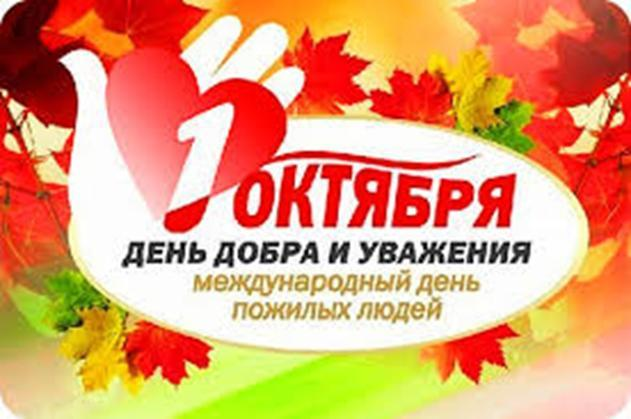 1 ОКТЯБРЯ
ДЕНЬ ДОБРА И УВАЖЕНИЯ
международный день
пожилых людей